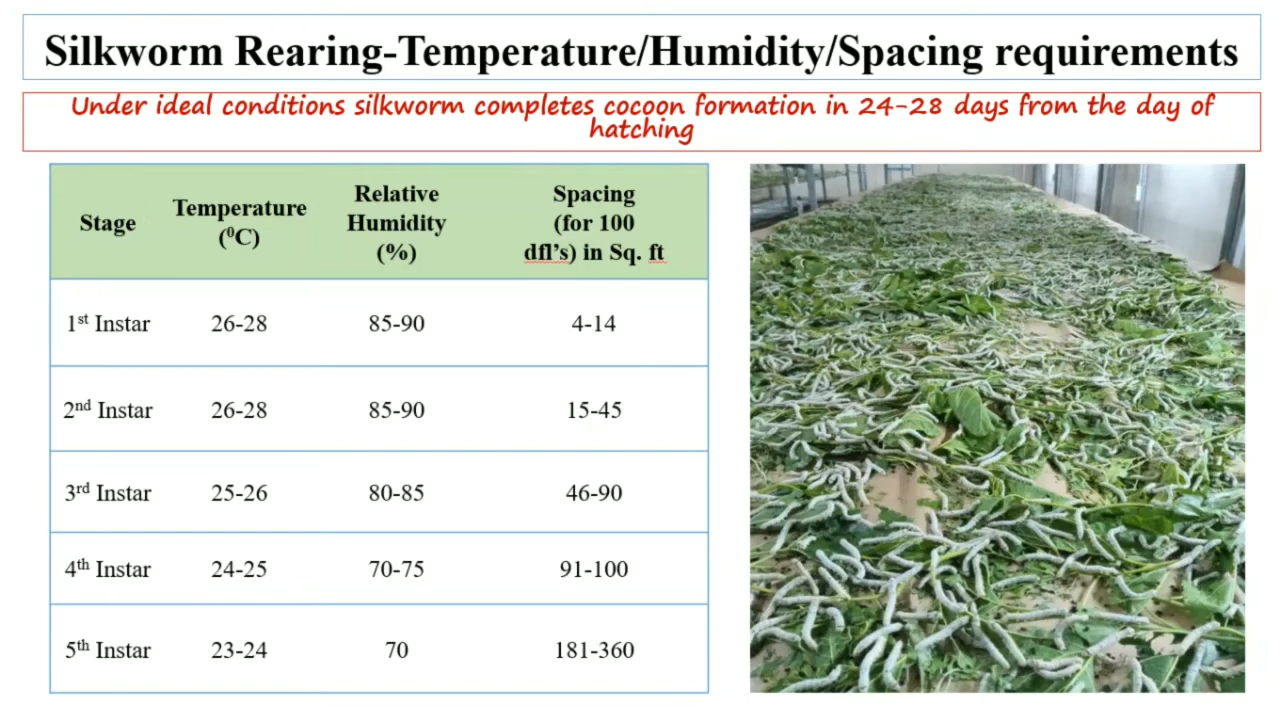 Silkworm Rearing-Temperature/Humidity/Spacing requirements
Under ideal conditions silkworm completes cocoon formation in 24-28 days from the day of
hatching
Stage Temperature (⁰C) Relative Humidity (%) Spacing (for 100 dfl's) in Sq. ft
1st Instar 26-28 85-90 4-14
2nd Instar 26-28 85-90 15-45
3rd Instar 25-26 80-85 46-90
4th Instar 24-25 70-75 91-100
5th Instar 23-24 70 181-360